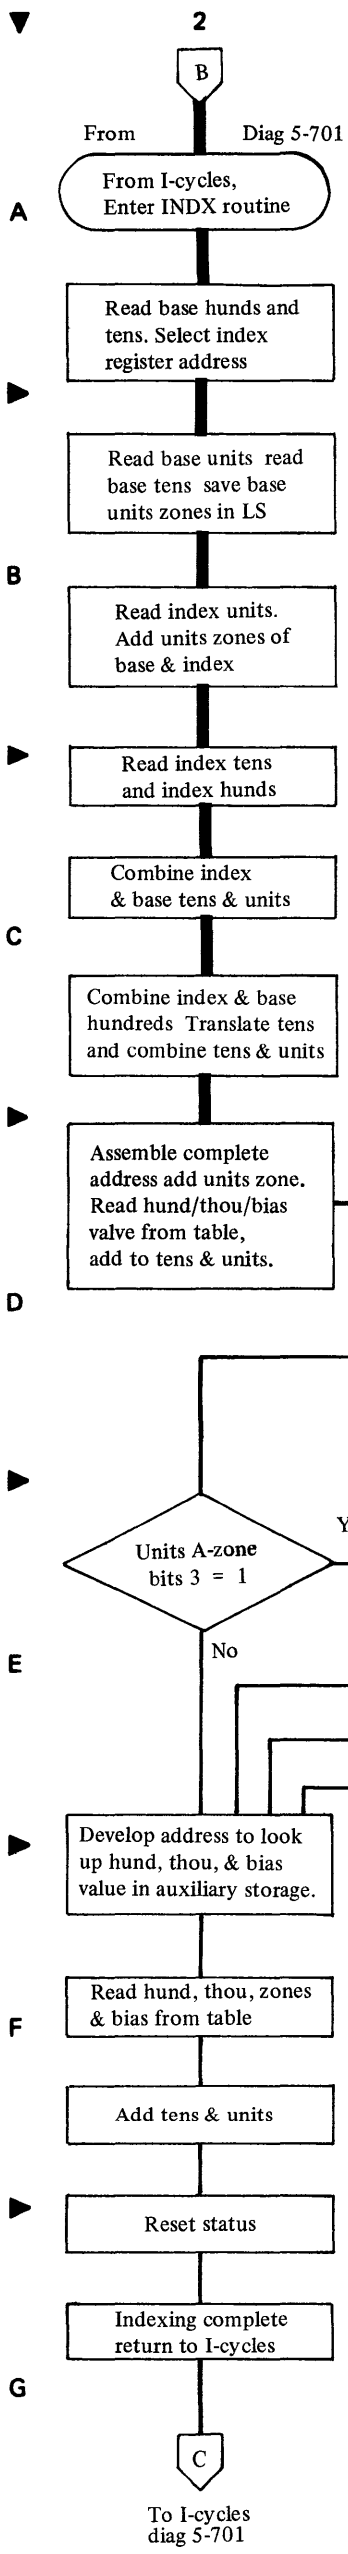 2
B
From Diag 5-701
From I-cycles,
Enter INDX routine
A
Read base hunds and
tens. Select index
register address
Read base units read
base tens save base
units zones in LS
B
Read index units.
Add units zones of
base & index
Read index tens
and index hunds
Combine index
& base tens & units
C
Combine index & base
hundreds Translate tens
and combine tens & units
Assemble complete
address add units zone.
Read hund/thou/bias
valve from table,
add to tens & units.
D
Units A-zone
bits 3 = 1
Y
No
E
Develop address to look
up hund, thou, & bias
value in auxiliary storage.
Read hund, thou, zones
& bias from table
F
Add tens & units
Reset status
Indexing complete
return to I-cycles
G
C
To I-cycles
diag 5-701